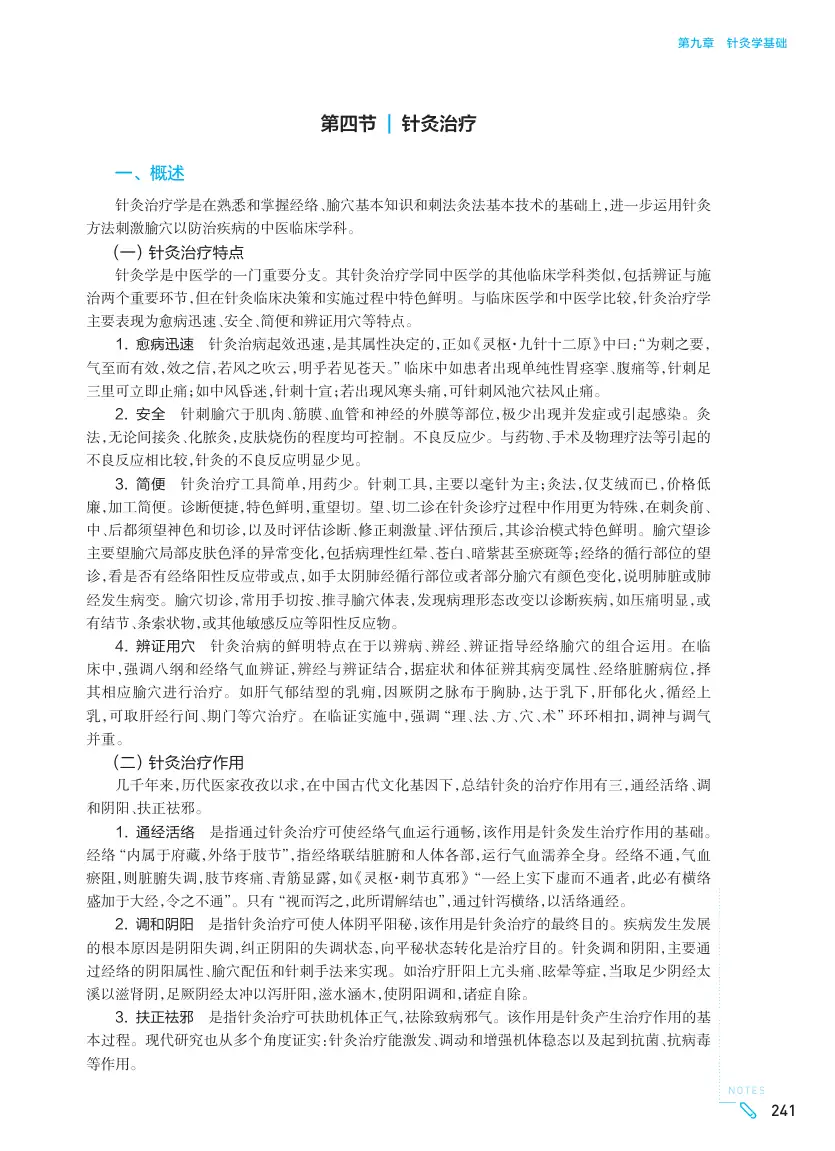 第九章　针灸学基础
第四节 | 针灸治疗
一、概述
针灸治疗学是在熟悉和掌握经络、腧穴基本知识和刺法灸法基本技术的基础上，进一步运用针灸
方法刺激腧穴以防治疾病的中医临床学科。
（一）针灸治疗特点
针灸学是中医学的一门重要分支。其针灸治疗学同中医学的其他临床学科类似，包括辨证与施
治两个重要环节，但在针灸临床决策和实施过程中特色鲜明。与临床医学和中医学比较，针灸治疗学
主要表现为愈病迅速、安全、简便和辨证用穴等特点。
1. 愈病迅速　针灸治病起效迅速，是其属性决定的，正如《灵枢·九针十二原》中曰：“为刺之要，
气至而有效，效之信，若风之吹云，明乎若见苍天。”临床中如患者出现单纯性胃痉挛、腹痛等，针刺足
三里可立即止痛；如中风昏迷，针刺十宣；若出现风寒头痛，可针刺风池穴祛风止痛。
2. 安全　针刺腧穴于肌肉、筋膜、血管和神经的外膜等部位，极少出现并发症或引起感染。灸
法，无论间接灸、化脓灸，皮肤烧伤的程度均可控制。不良反应少。与药物、手术及物理疗法等引起的
不良反应相比较，针灸的不良反应明显少见。
3. 简便　针灸治疗工具简单，用药少。针刺工具，主要以毫针为主；灸法，仅艾绒而已，价格低
廉，加工简便。诊断便捷，特色鲜明，重望切。望、切二诊在针灸诊疗过程中作用更为特殊，在刺灸前、
中、后都须望神色和切诊，以及时评估诊断、修正刺激量、评估预后，其诊治模式特色鲜明。腧穴望诊
主要望腧穴局部皮肤色泽的异常变化，包括病理性红晕、苍白、暗紫甚至瘀斑等；经络的循行部位的望
诊，看是否有经络阳性反应带或点，如手太阴肺经循行部位或者部分腧穴有颜色变化，说明肺脏或肺
经发生病变。腧穴切诊，常用手切按、推寻腧穴体表，发现病理形态改变以诊断疾病，如压痛明显，或
有结节、条索状物，或其他敏感反应等阳性反应物。
4. 辨证用穴　针灸治病的鲜明特点在于以辨病、辨经、辨证指导经络腧穴的组合运用。在临
床中，强调八纲和经络气血辨证，辨经与辨证结合，据症状和体征辨其病变属性、经络脏腑病位，择
其相应腧穴进行治疗。如肝气郁结型的乳痈，因厥阴之脉布于胸胁，达于乳下，肝郁化火，循经上
乳，可取肝经行间、期门等穴治疗。在临证实施中，强调“理、法、方、穴、术”环环相扣，调神与调气
并重。
（二）针灸治疗作用
几千年来，历代医家孜孜以求，在中国古代文化基因下，总结针灸的治疗作用有三，通经活络、调
和阴阳、扶正祛邪。
1. 通经活络　是指通过针灸治疗可使经络气血运行通畅，该作用是针灸发生治疗作用的基础。
经络“内属于府藏，外络于肢节”，指经络联结脏腑和人体各部，运行气血濡养全身。经络不通，气血
瘀阻，则脏腑失调，肢节疼痛、青筋显露，如《灵枢·刺节真邪》“一经上实下虚而不通者，此必有横络
盛加于大经，令之不通”。只有“视而泻之，此所谓解结也”，通过针泻横络，以活络通经。
2. 调和阴阳　是指针灸治疗可使人体阴平阳秘，该作用是针灸治疗的最终目的。疾病发生发展
的根本原因是阴阳失调，纠正阴阳的失调状态，向平秘状态转化是治疗目的。针灸调和阴阳，主要通
过经络的阴阳属性、腧穴配伍和针刺手法来实现。如治疗肝阳上亢头痛、眩晕等症，当取足少阴经太
溪以滋肾阴，足厥阴经太冲以泻肝阳，滋水涵木，使阴阳调和，诸症自除。
3. 扶正祛邪　是指针灸治疗可扶助机体正气，祛除致病邪气。该作用是针灸产生治疗作用的基
本过程。现代研究也从多个角度证实：针灸治疗能激发、调动和增强机体稳态以及起到抗菌、抗病毒
等作用。
NOTES
241